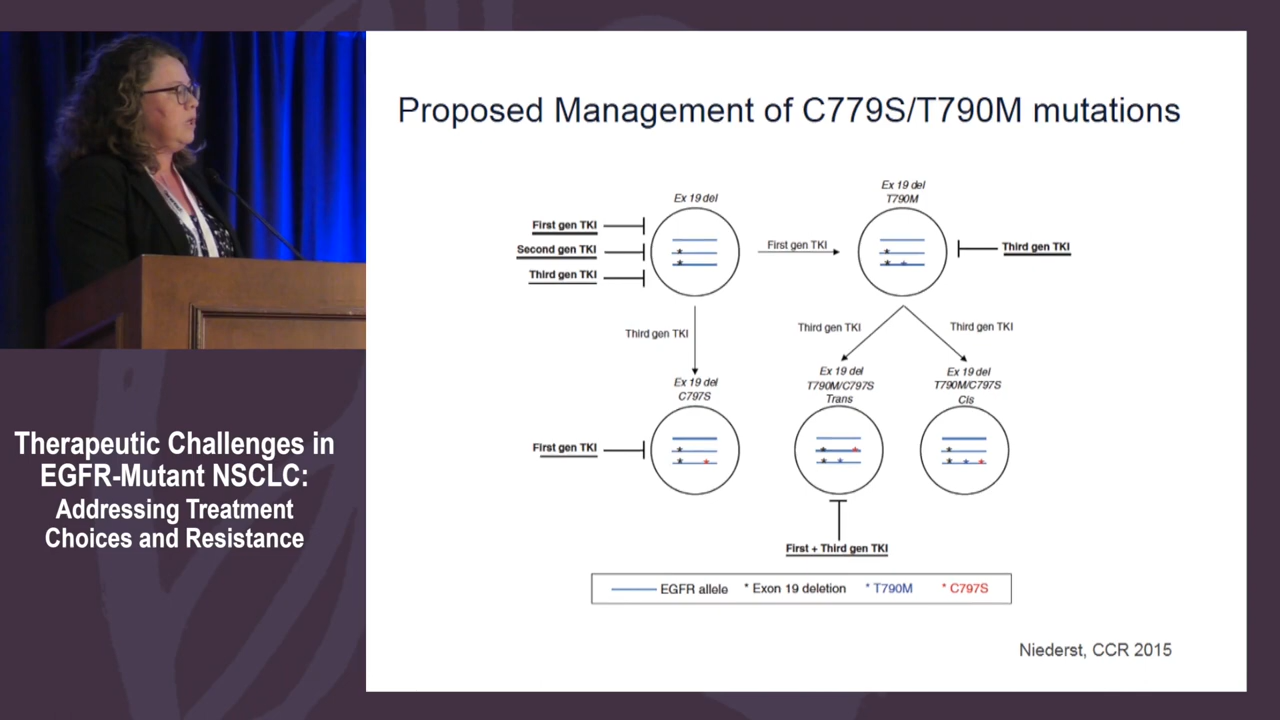 Proposed Management of C779S/T790M mutations
Ex 19 del
First gen TKI
Second gen TKI
Third gen TKI
First gen TKI
Ex 19 del
T790M
Third gen TKI
Third gen TKI
Third gen TKI
Third gen TKI
Ex 19 del
C797S
Ex 19 del
T790M/C797S
Trans
Ex 19 del
T790M/C797S
Cis
First gen TKI
First + Third gen TKI
EGFR allele * Exon 19 deletion * T790M * C797S
Niederst, CCR 2015
Therapeutic Challenges in
EGFR-Mutant NSCLC:
Addressing Treatment
Choices and Resistance